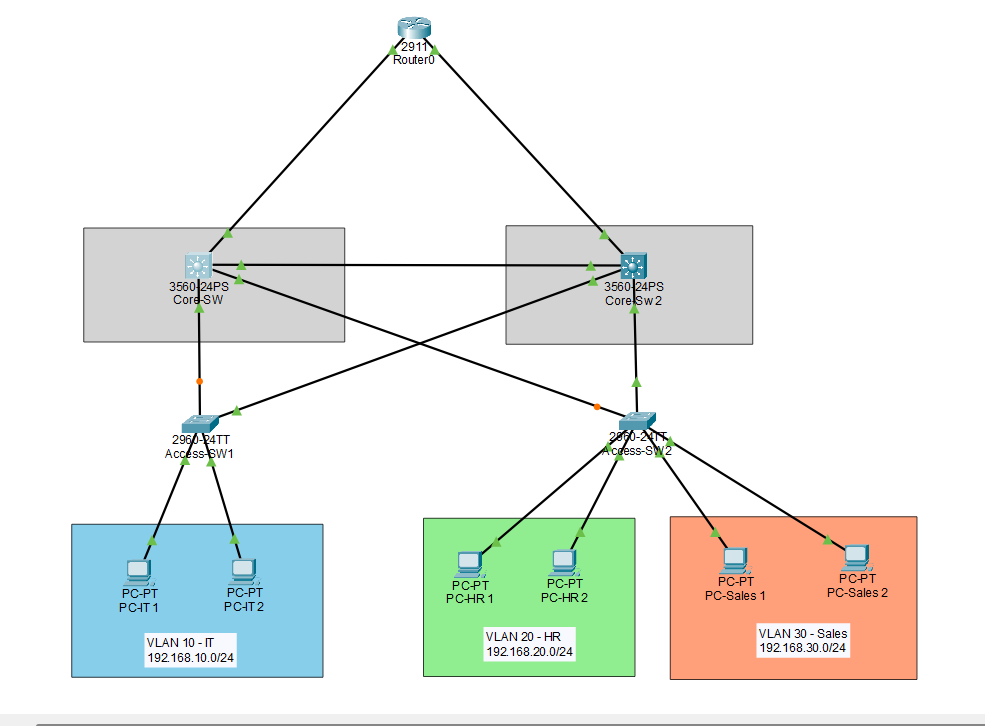 2911
Router0
3560-24PS
Core-SW
3560-24PS
Core-Sw2
2960-24TT
Access-SW1
2960-24TT
Access-SW2
PC-PT
PC-IT 1
PC-PT
PC-IT 2
PC-PT
PC-HR 1
PC-PT
PC-HR 2
PC-PT
PC-Sales 1
PC-PT
PC-Sales 2
VLAN 10 - IT
192.168.10.0/24
VLAN 20 - HR
192.168.20.0/24
VLAN 30 - Sales
192.168.30.0/24